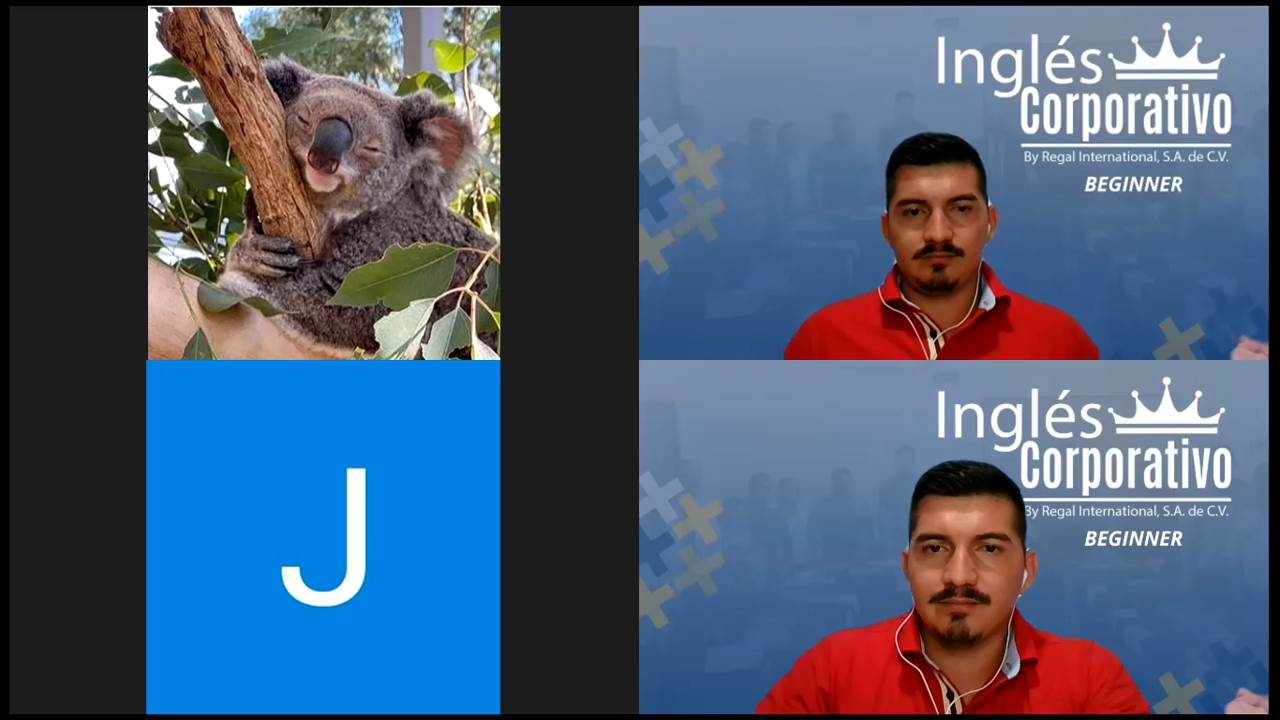 Inglés
Corporativo
By Regal International, S.A. de C.V.
BEGINNER
J
Inglés
Corporativo
By Regal International, S.A. de C.V.
BEGINNER